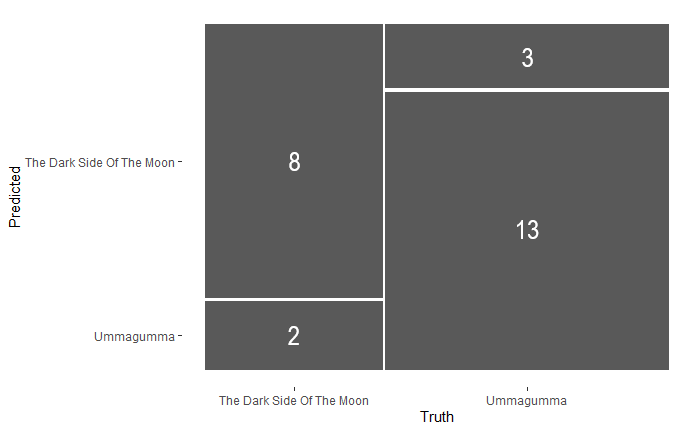 3
8
The Dark Side Of The Moon
Predicted
13
2
Ummagumma
The Dark Side Of The Moon
Ummagumma
Truth